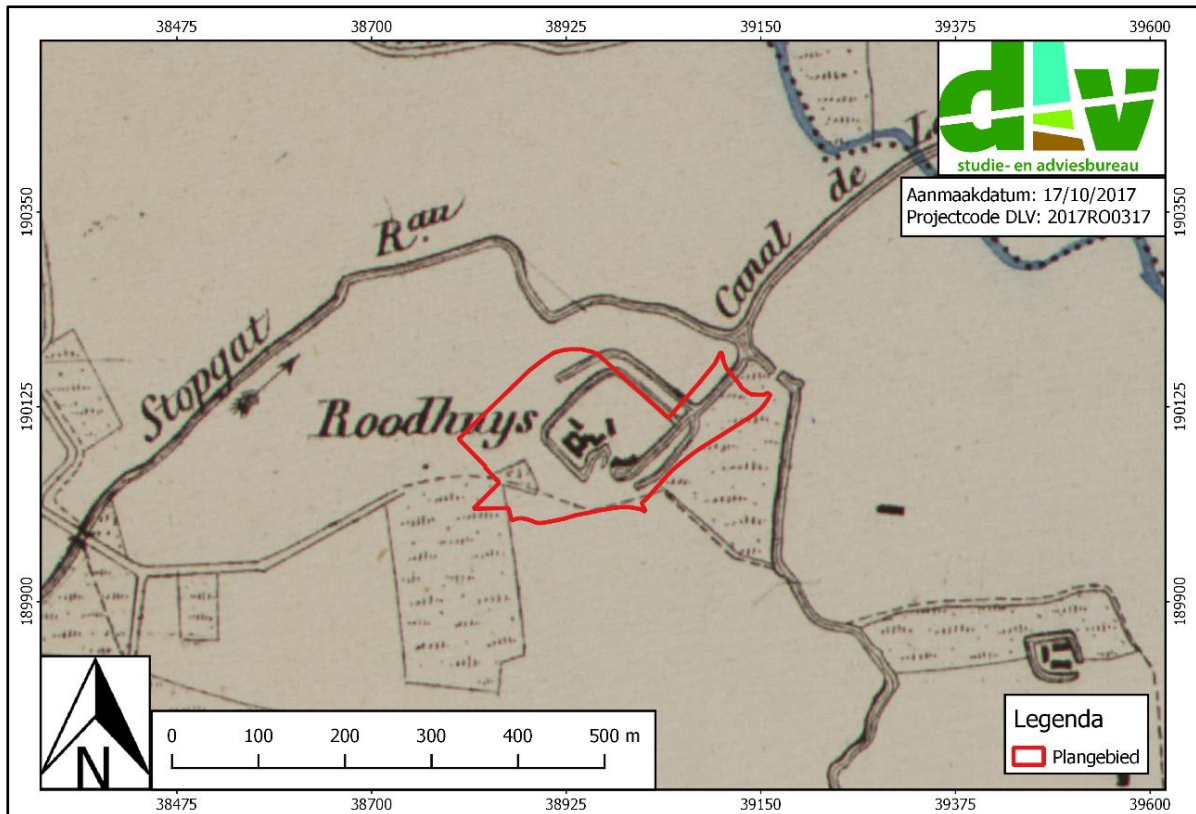 38475 38700 38925 39150 39375 39600
dlv
studie- en adviesbureau
Aanmaakdatum: 17/10/2017
Projectcode DLV: 2017RO0317
190350
190350
Stopgat Rau.
Canal de
Roodhuys
190125
190125
189900
189900
N
0 100 200 300 400 500 m
Legenda
Plangebied
38475 38700 38925 39150 39375 39600